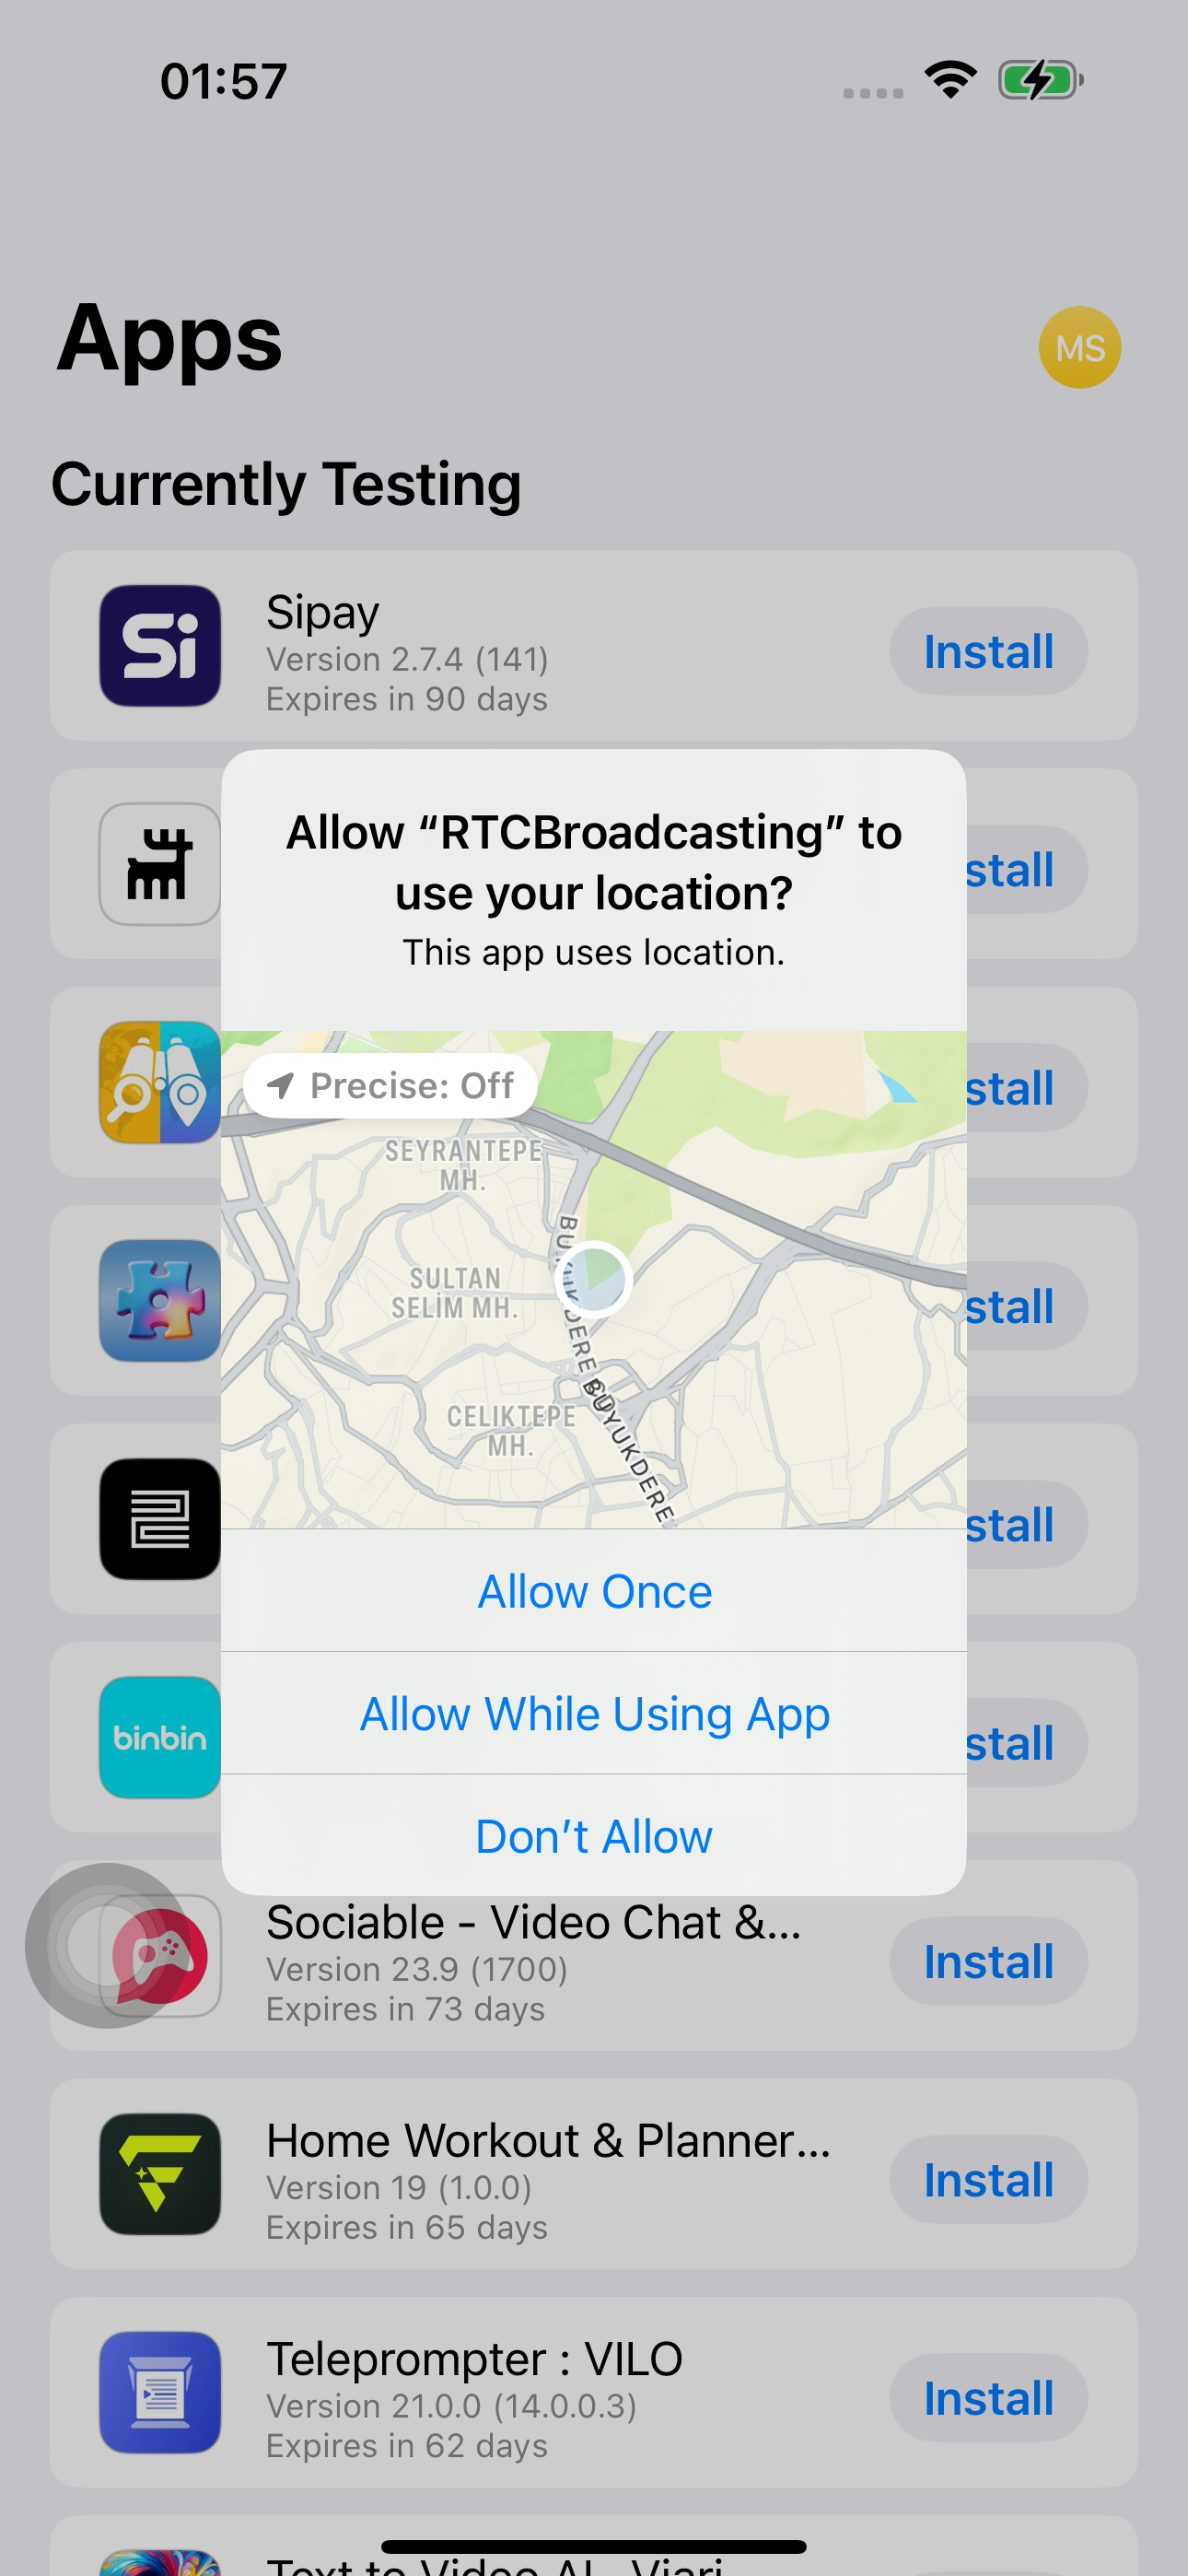 01:57
Apps
MS
Currently Testing
Si
Sipay
Version 2.7.4 (141)
Expires in 90 days
Install
Allow “RTCBroadcasting” to
use your location?
This app uses location.
Precise: Off
SEYRANTEPE
MH.
SULTAN
SELİM MH.
CELIKTEPE
MH.
BUYUKDERE
BUYUKDERE
Allow Once
Allow While Using App
Don’t Allow
stall
stall
stall
stall
stall
binbin
stall
Sociable - Video Chat &...
Version 23.9 (1700)
Expires in 73 days
Install
Home Workout & Planner...
Version 19 (1.0.0)
Expires in 65 days
Install
Teleprompter : VILO
Version 21.0.0 (14.0.0.3)
Expires in 62 days
Install
Text to Video AI - Viari